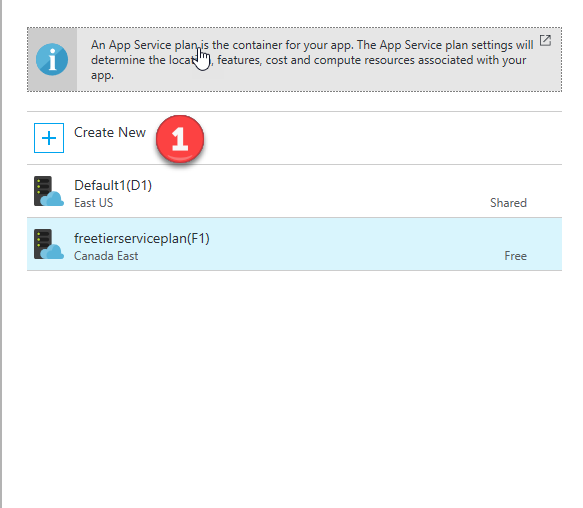 An App Service plan is the container for your app. The App Service plan settings will
determine the location, features, cost and compute resources associated with your
app.
Create New
1
Default1(D1)
East US
Shared
freetierserviceplan(F1)
Canada East
Free